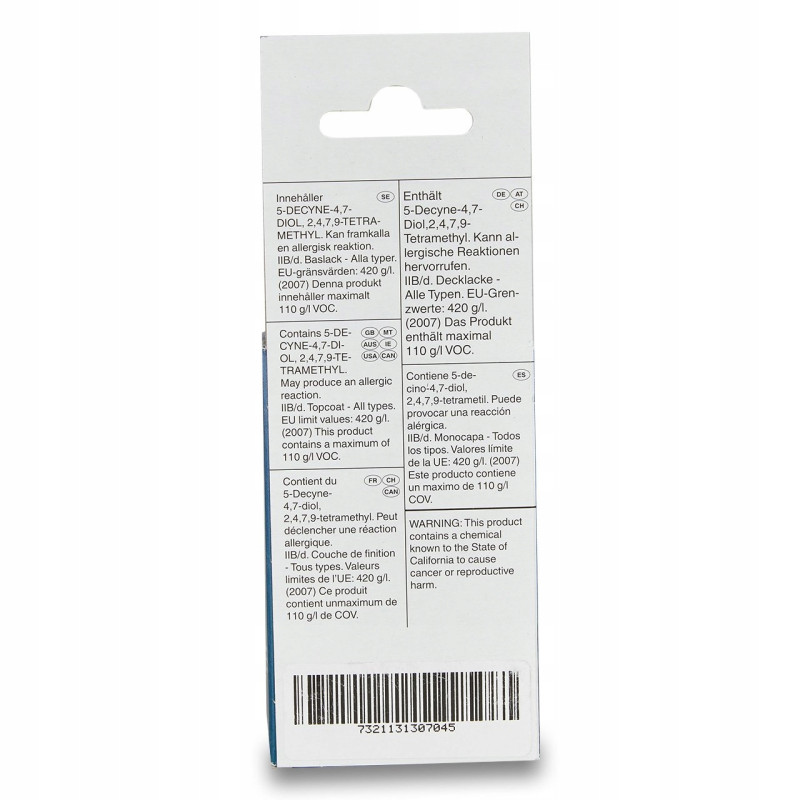 Innehåller SE
5-DECYNE-4,7-
DIOL, 2,4,7,9-TETRA-
METHYL. Kan framkalla
en allergisk reaktion.
IIB/d. Baslack - Alla typer.
EU-gränsvärden: 420 g/l.
(2007) Denna produkt
innehåller maximalt
110 g/l VOC.
Contains 5-DE- GB MT
CYNE-4,7-DI- AUS IE
OL, 2,4,7,9-TE- USA CAN
TRAMETHYL.
May produce an allergic
reaction.
IIB/d. Topcoat - All types.
EU limit values: 420 g/l.
(2007) This product
contains a maximum of
110 g/l VOC.
Contient du FR CH
5-Decyne- CAN
4,7-diol,
2,4,7,9-tetramethyl. Peut
déclencher une réaction
allergique.
IIB/d. Couche de finition
- Tous types. Valeurs
limites de l'UE: 420 g/l.
(2007) Ce produit
contient unmaximum de
110 g/l de COV.
Enthält DE AT
5-Decyne-4,7- CH
Diol,2,4,7,9-
Tetramethyl. Kann al-
lergische Reaktionen
hervorrufen.
IIB/d. Decklacke -
Alle Typen. EU-Gren-
zwerte: 420 g/l.
(2007) Das Produkt
enthält maximal
110 g/l VOC.
Contiene 5-de- ES
cino-4,7-diol,
2,4,7,9-tetrametil. Puede
provocar una reacción
alérgica.
IIB/d. Monocapa - Todos
los tipos. Valores límite
de la UE: 420 g/l. (2007)
Este producto contiene
un maximo de 110 g/l
COV.
WARNING: This product
contains a chemical
known to the State of
California to cause
cancer or reproductive
harm.
7321131307045